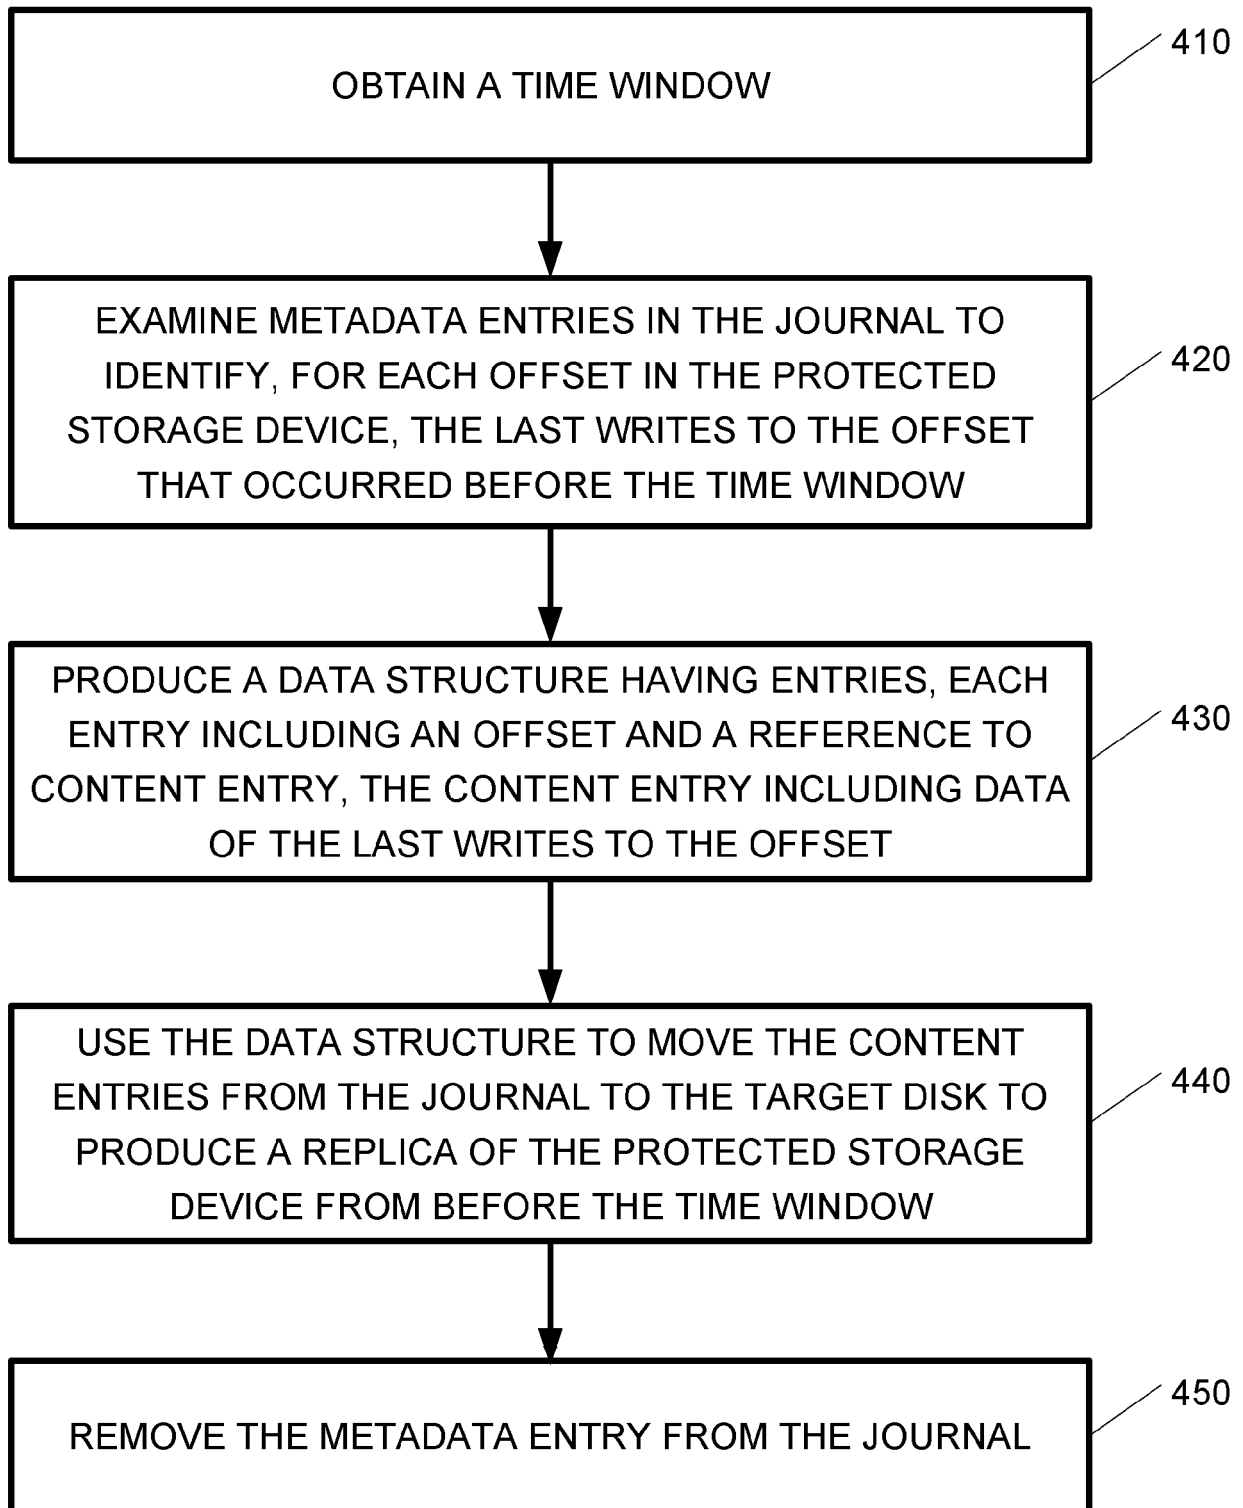 OBTAIN A TIME WINDOW
410
EXAMINE METADATA ENTRIES IN THE JOURNAL TO
IDENTIFY, FOR EACH OFFSET IN THE PROTECTED
STORAGE DEVICE, THE LAST WRITES TO THE OFFSET
THAT OCCURRED BEFORE THE TIME WINDOW
420
PRODUCE A DATA STRUCTURE HAVING ENTRIES, EACH
ENTRY INCLUDING AN OFFSET AND A REFERENCE TO
CONTENT ENTRY, THE CONTENT ENTRY INCLUDING DATA
OF THE LAST WRITES TO THE OFFSET
430
USE THE DATA STRUCTURE TO MOVE THE CONTENT
ENTRIES FROM THE JOURNAL TO THE TARGET DISK TO
PRODUCE A REPLICA OF THE PROTECTED STORAGE
DEVICE FROM BEFORE THE TIME WINDOW
440
REMOVE THE METADATA ENTRY FROM THE JOURNAL
450